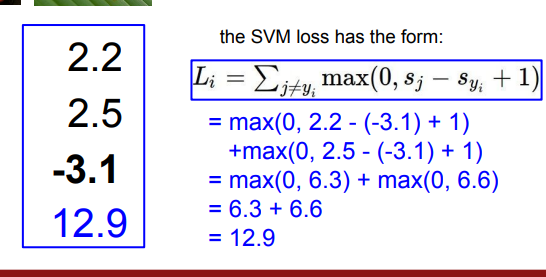 2.2
2.5
-3.1
12.9
the SVM loss has the form:
L_i = ∑_{j≠y_i} max(0, s_j − s_{y_i} + 1)
= max(0, 2.2 - (-3.1) + 1)
+max(0, 2.5 - (-3.1) + 1)
= max(0, 6.3) + max(0, 6.6)
= 6.3 + 6.6
= 12.9